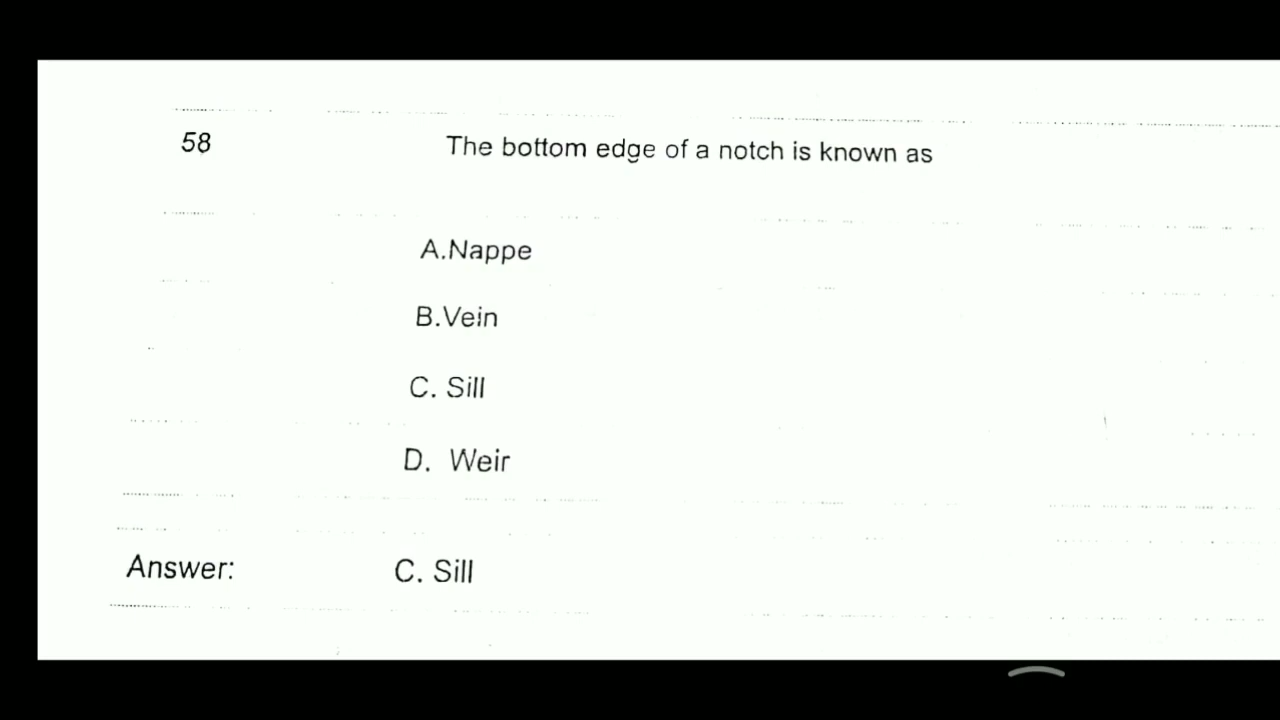 58 The bottom edge of a notch is known as
A.Nappe
B.Vein
C. Sill
D. Weir
Answer: C. Sill